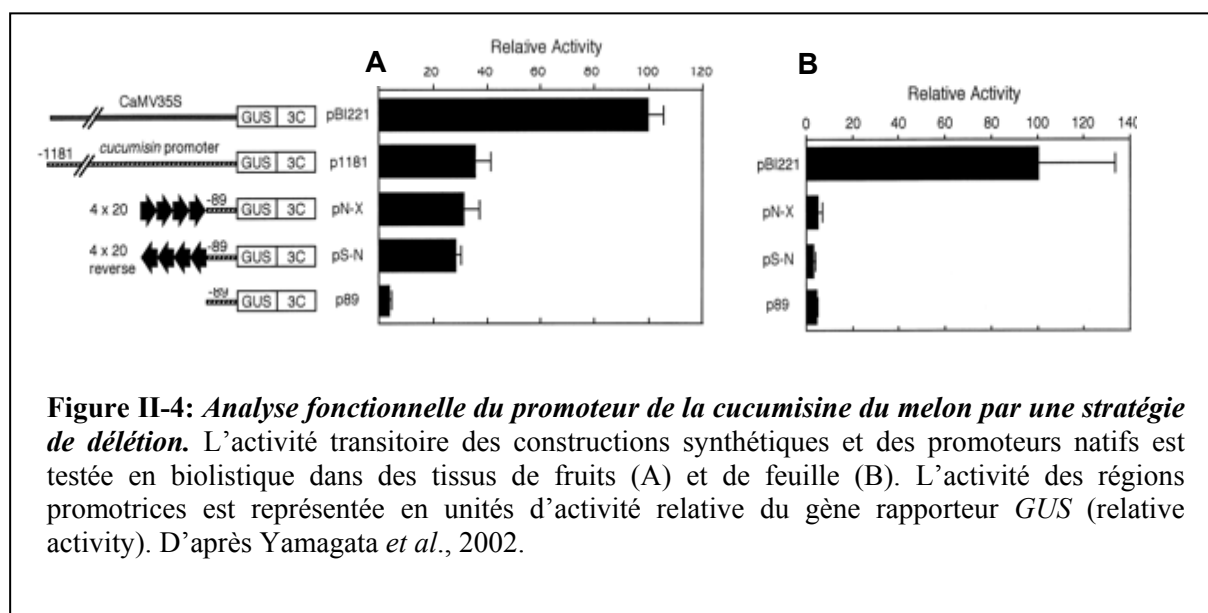 A
Relative Activity
20 40 60 80 100 120
CaMV35S
GUS 3C pBI221
-1181
cucumisin promoter
GUS 3C p1181
4 x 20
-89
GUS 3C pN-X
4 x 20
reverse
-89
GUS 3C pS-N
-89
GUS 3C p89
B
Relative Activity
0 20 40 60 80 100 120 140
pBI221
pN-X
pS-N
p89
Figure II-4: Analyse fonctionnelle du promoteur de la cucumisine du melon par une stratégie
de délétion. L'activité transitoire des constructions synthétiques et des promoteurs natifs est
testée en biolistique dans des tissus de fruits (A) et de feuille (B). L'activité des régions
promotrices est représentée en unités d'activité relative du gène rapporteur GUS (relative
activity). D'après Yamagata et al., 2002.